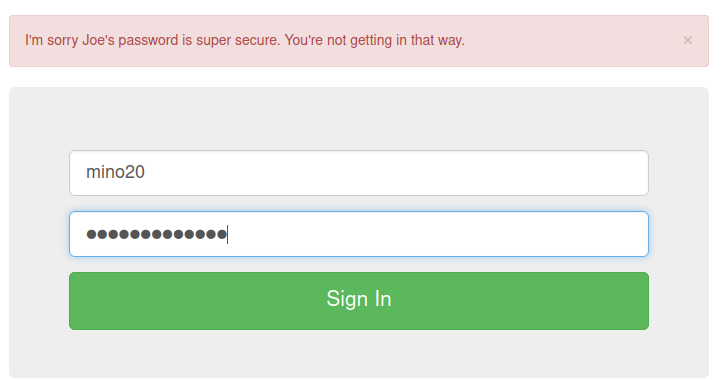 I'm sorry Joe's password is super secure. You're not getting in that way.
×
mino20
●●●●●●●●●●●●●
Sign In